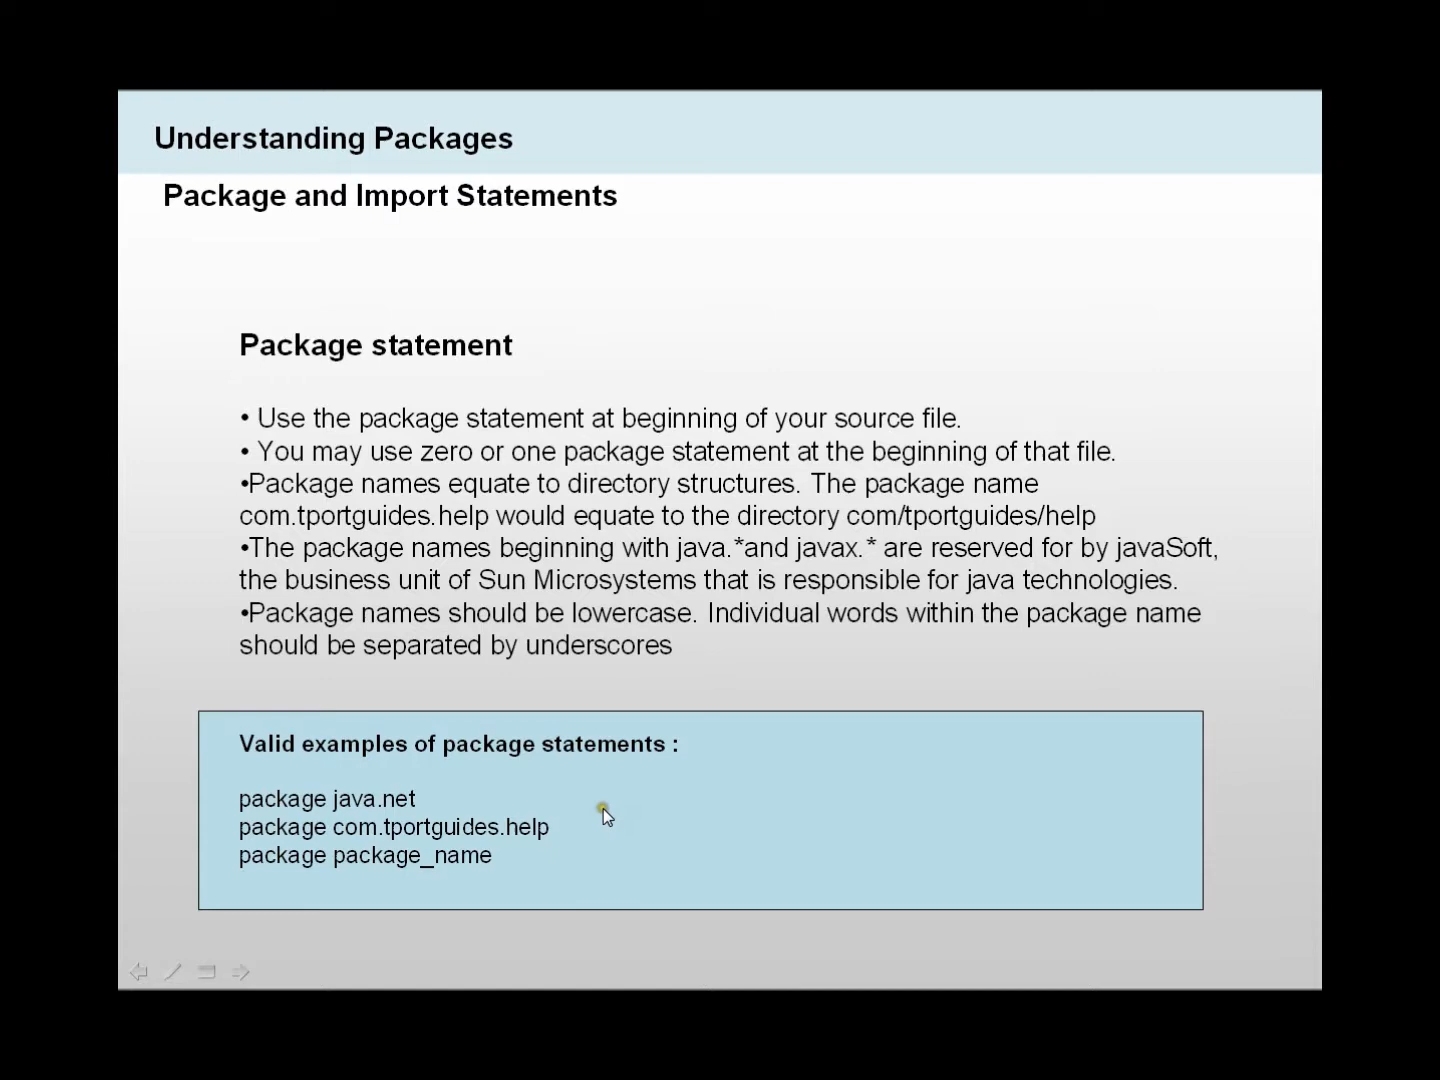 Understanding Packages
Package and Import Statements
Package statement
• Use the package statement at beginning of your source file.
• You may use zero or one package statement at the beginning of that file.
•Package names equate to directory structures. The package name
com.tportguides.help would equate to the directory com/tportguides/help
•The package names beginning with java.*and javax.* are reserved for by javaSoft,
the business unit of Sun Microsystems that is responsible for java technologies.
•Package names should be lowercase. Individual words within the package name
should be separated by underscores
Valid examples of package statements :
package java.net
package com.tportguides.help
package package_name